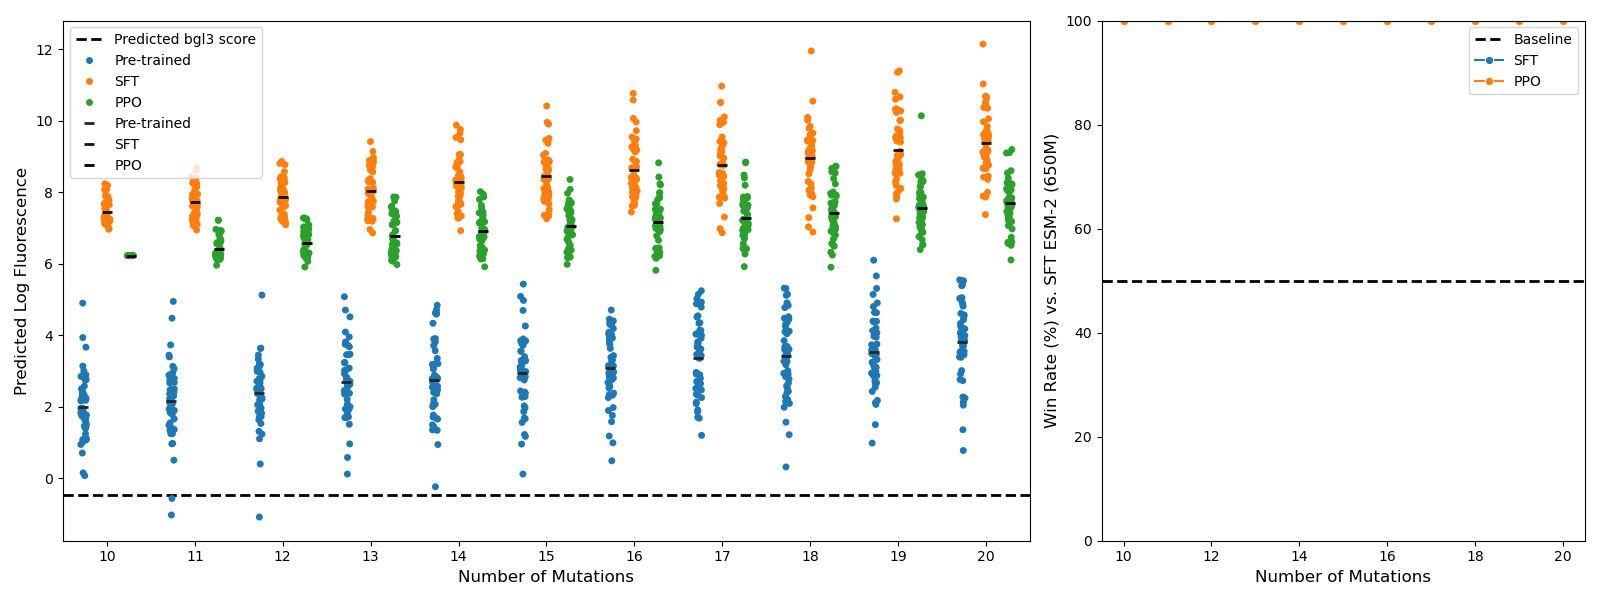 Predicted Log Fluorescence
12
10
8
6
4
2
0
Predicted bgl3 score
Pre-trained
SFT
PPO
Pre-trained
SFT
PPO
10 11 12 13 14 15 16 17 18 19 20
Number of Mutations
Win Rate (%) vs. SFT ESM-2 (650M)
100
80
60
40
20
0
Baseline
SFT
PPO
10 12 14 16 18 20
Number of Mutations